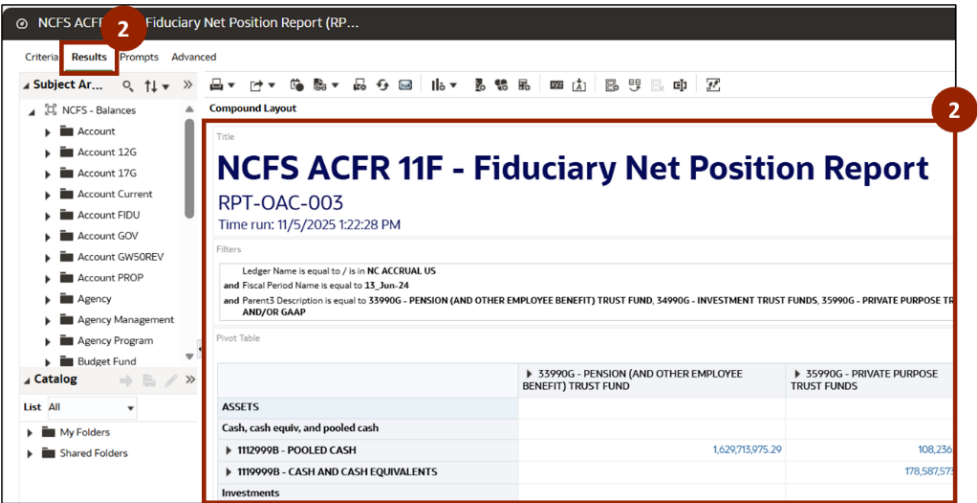 NCFS ACFR Fiduciary Net Position Report (RP...
2
Criteria Results Prompts Advanced
Subject Ar...
NCFS - Balances
Account
Account 12G
Account 17G
Account Current
Account FIDU
Account GOV
Account GW50REV
Account PROP
Agency
Agency Management
Agency Program
Budget Fund
Catalog
List All
My Folders
Shared Folders
Compound Layout
2
Title
NCFS ACFR 11F - Fiduciary Net Position Report
RPT-OAC-003
Time run: 11/5/2025 1:22:28 PM
Filters
Ledger Name is equal to / is in NC ACCRUAL US
and Fiscal Period Name is equal to 13_Jun-24
and Parent3 Description is equal to 33990G - PENSION (AND OTHER EMPLOYEE BENEFIT) TRUST FUND, 34990G - INVESTMENT TRUST FUNDS, 35990G - PRIVATE PURPOSE
AND/OR GAAP
Pivot Table
33990G - PENSION (AND OTHER EMPLOYEE 35990G - PRIVATE PURPOSE
BENEFIT) TRUST FUND TRUST FUNDS
ASSETS
Cash, cash equiv, and pooled cash
1112999B - POOLED CASH 1,629,713,975.29 108,236
1119999B - CASH AND CASH EQUIVALENTS
Investments